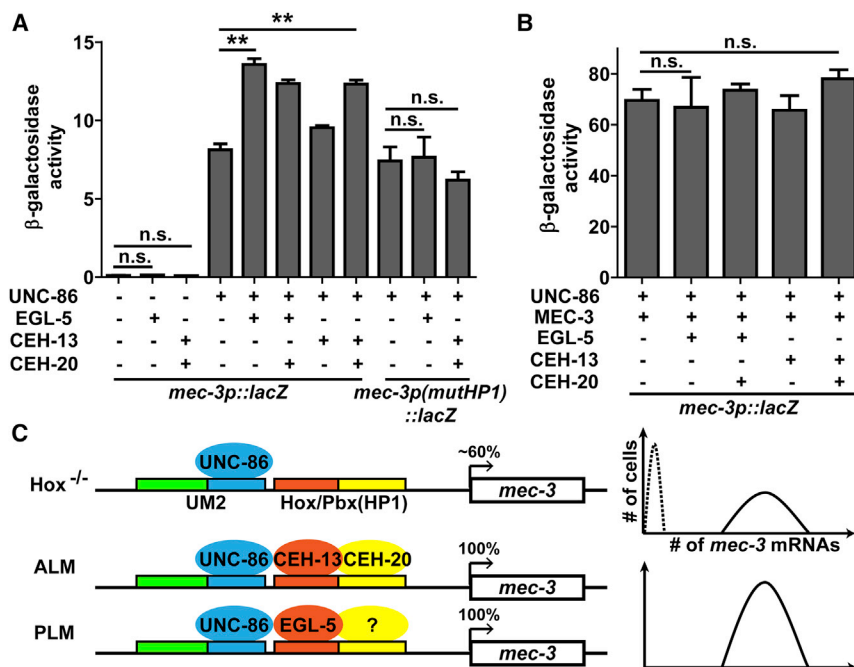 A
β-galactosidase
activity
15
10
5
0
**
**
n.s.
n.s.
n.s.
n.s.
UNC-86 - - - + + + + + + + +
EGL-5 - + - - + + - - - + -
CEH-13 - - + - - - + + - - +
CEH-20 - - + - - + - + - - +
mec-3p::lacZ
mec-3p(mutHP1)
::lacZ
B
β-galactosidase
activity
80
60
40
20
0
n.s.
n.s.
UNC-86 + + + + +
MEC-3 + + + + +
EGL-5 - + + - -
CEH-13 - - - + +
CEH-20 - - + - +
mec-3p::lacZ
C
Hox -/-
UNC-86
UM2
Hox/Pbx(HP1)
~60%
mec-3
# of cells
# of mec-3 mRNAs
ALM
UNC-86
CEH-13
CEH-20
100%
mec-3
PLM
UNC-86
EGL-5
?
100%
mec-3